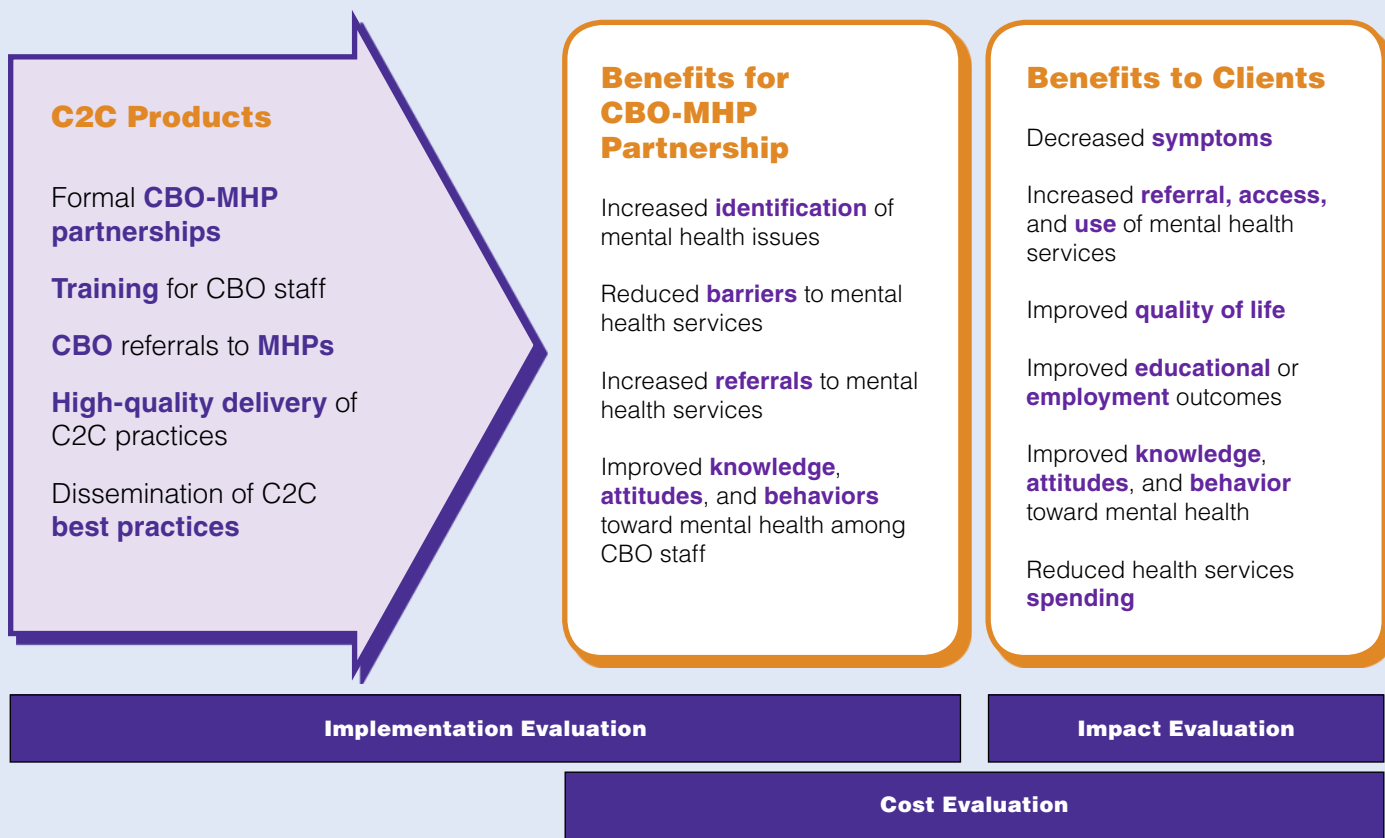 C2C Products
Formal CBO-MHP
partnerships
Training for CBO staff
CBO referrals to MHPs
High-quality delivery of
C2C practices
Dissemination of C2C
best practices
Benefits for
CBO-MHP
Partnership
Increased identification of
mental health issues
Reduced barriers to mental
health services
Increased referrals to mental
health services
Improved knowledge,
attitudes, and behaviors
toward mental health among
CBO staff
Benefits to Clients
Decreased symptoms
Increased referral, access,
and use of mental health
services
Improved quality of life
Improved educational or
employment outcomes
Improved knowledge,
attitudes, and behavior
toward mental health
Reduced health services
spending
Implementation Evaluation
Impact Evaluation
Cost Evaluation